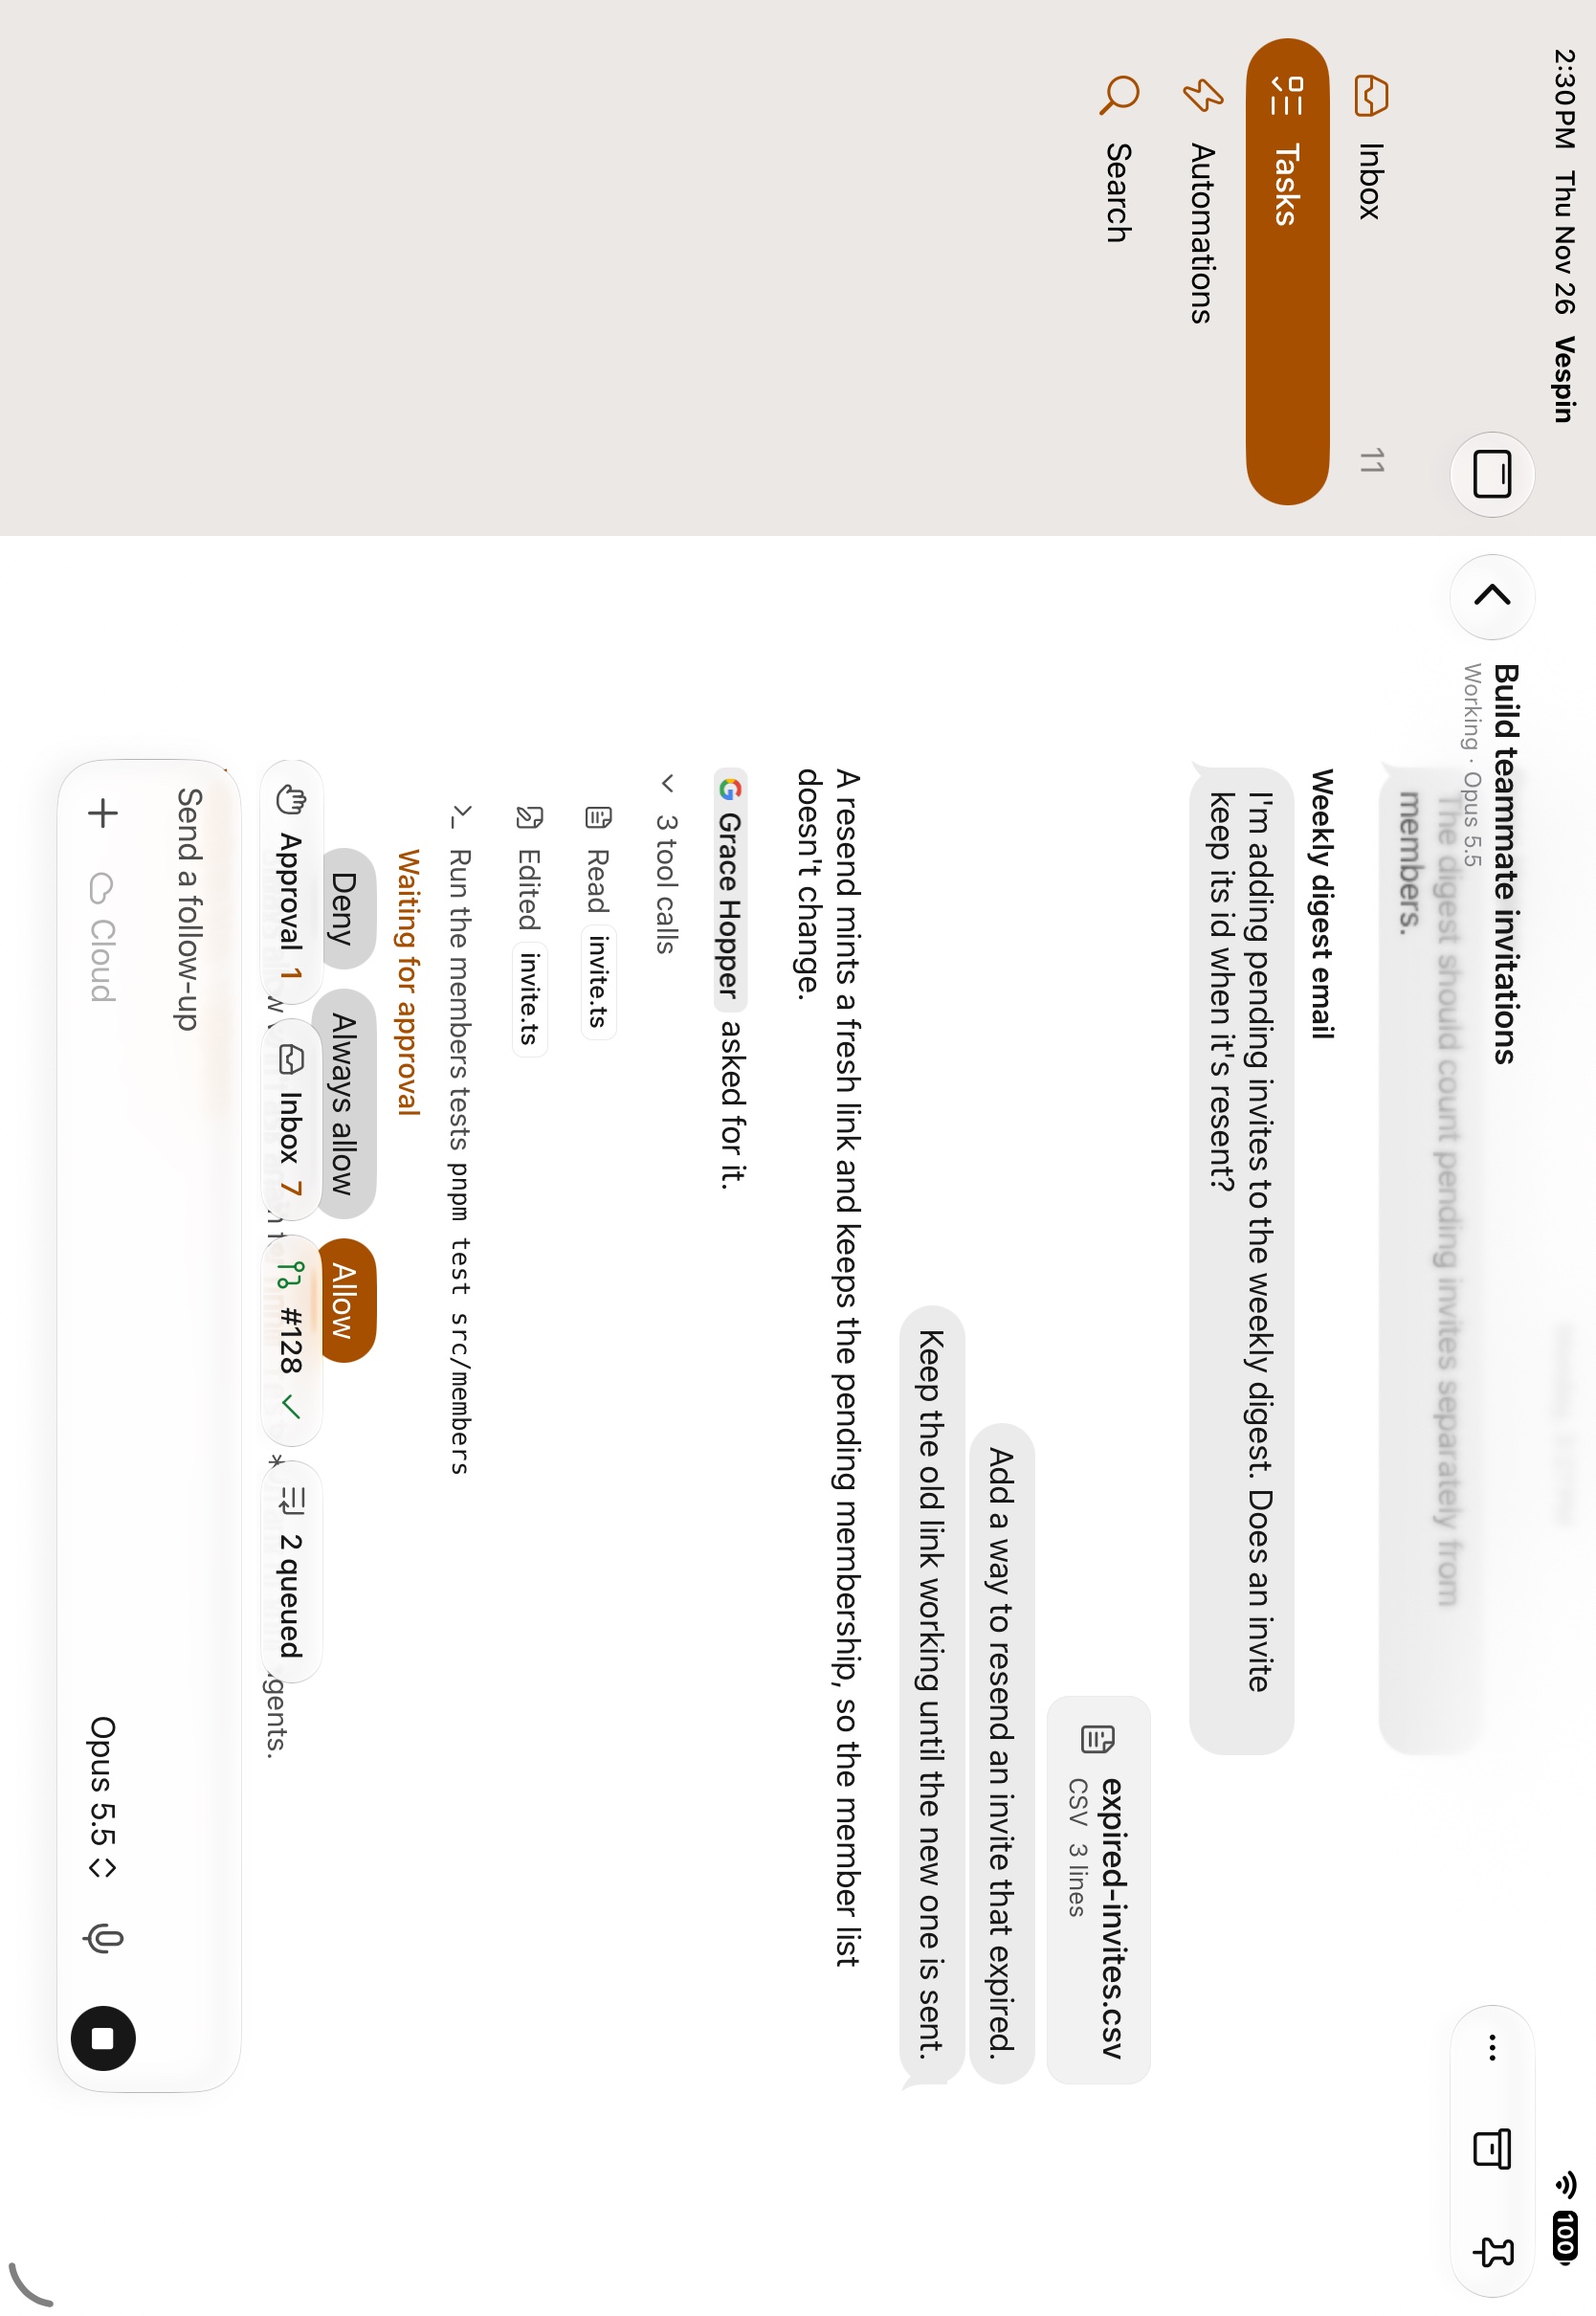 2:30 PM Thu Nov 26 Vespin
100
Build teammate invitations
Working · Opus 5.5
Inbox 11
Tasks
Automations
Search
The digest should count pending invites separately from
members.
Weekly digest email
I'm adding pending invites to the weekly digest. Does an invite
keep its id when it's resent?
expired-invites.csv
CSV 3 lines
Add a way to resend an invite that expired.
Keep the old link working until the new one is sent.
A resend mints a fresh link and keeps the pending membership, so the member list
doesn't change.
Grace Hopper asked for it.
3 tool calls
Read invite.ts
Edited invite.ts
Run the members tests pnpm test src/members
Waiting for approval
Deny Always allow Allow
Approval 1 Inbox 7 #128 2 queued
Send a follow-up
Cloud Opus 5.5